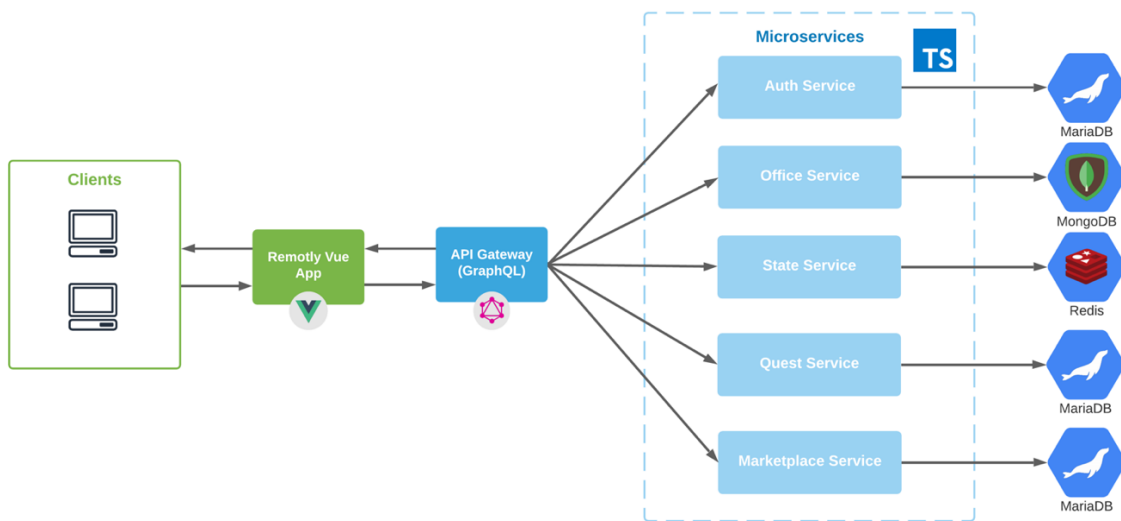 Microservices
TS
Auth Service
MariaDB
Office Service
MongoDB
Clients
Remotly Vue
App
API Gateway
(GraphQL)
State Service
Redis
Quest Service
MariaDB
Marketplace Service
MariaDB